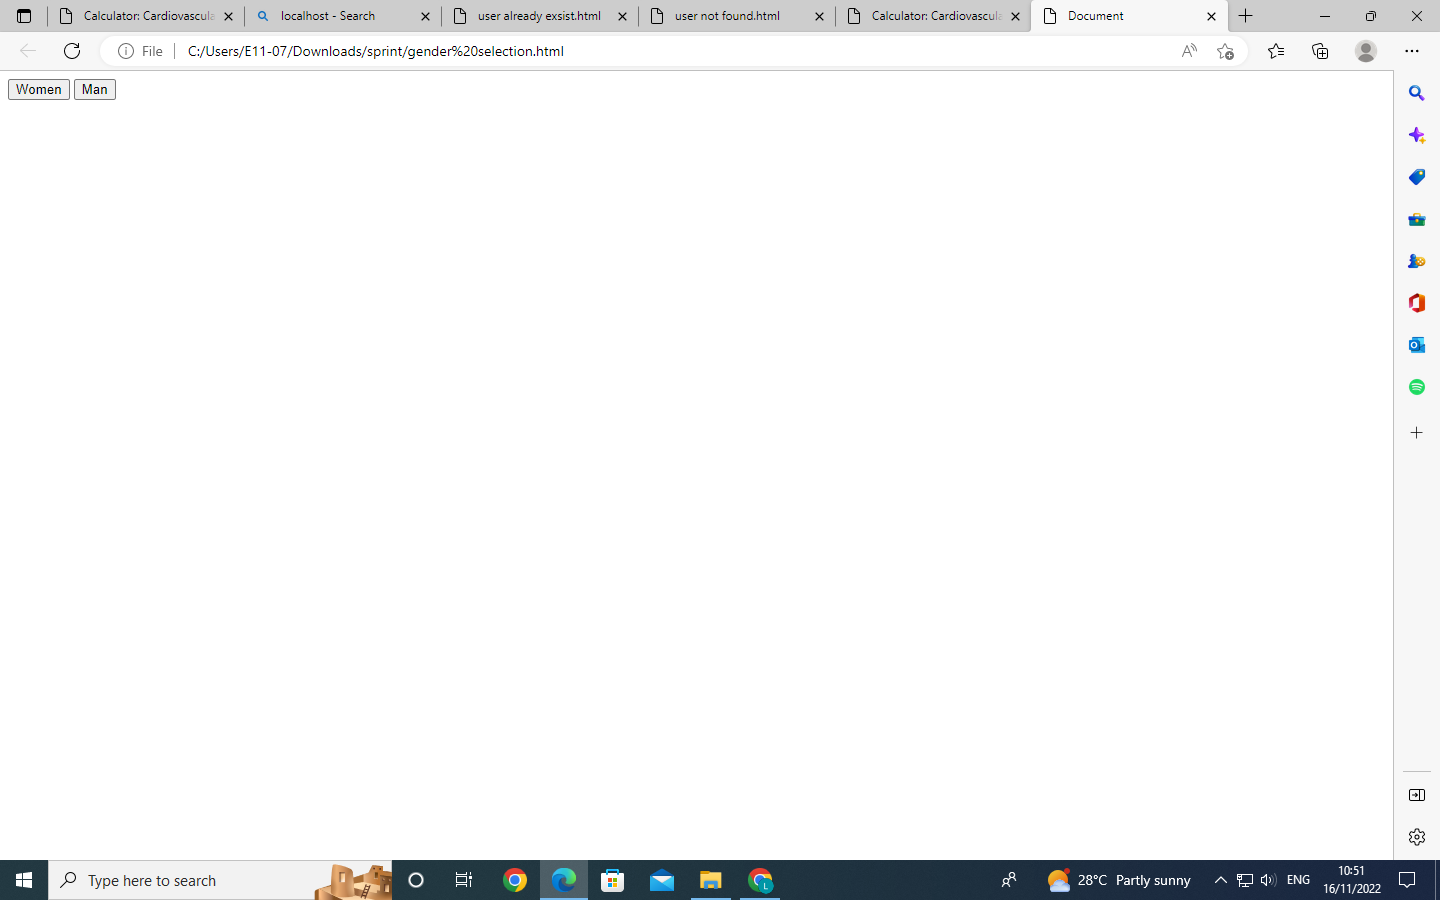 Calculator: Cardiovascula
localhost - Search
user already exsist.html
user not found.html
Calculator: Cardiovascula
Document
File
C:/Users/E11-07/Downloads/sprint/gender%20selection.html
Women
Man
Type here to search
L
28°C Partly sunny
ENG
10:51
16/11/2022